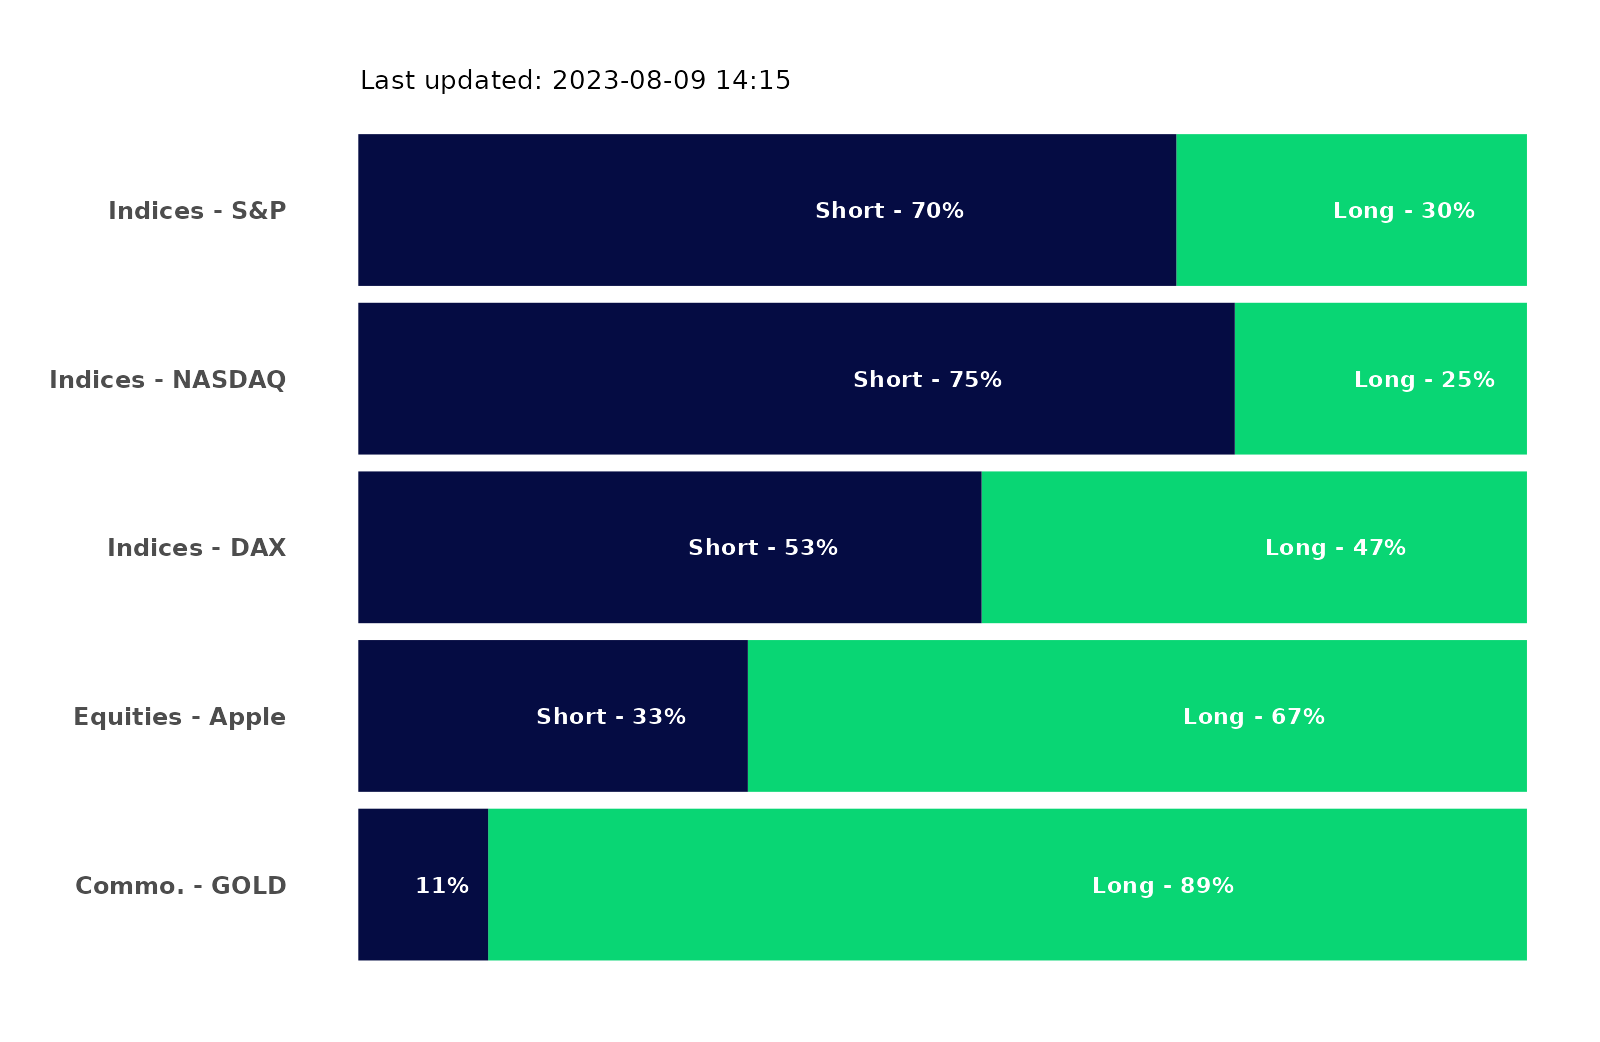 Last updated: 2023-08-09 14:15
Indices - S&P Short - 70% Long - 30%
Indices - NASDAQ Short - 75% Long - 25%
Indices - DAX Short - 53% Long - 47%
Equities - Apple Short - 33% Long - 67%
Commo. - GOLD 11% Long - 89%